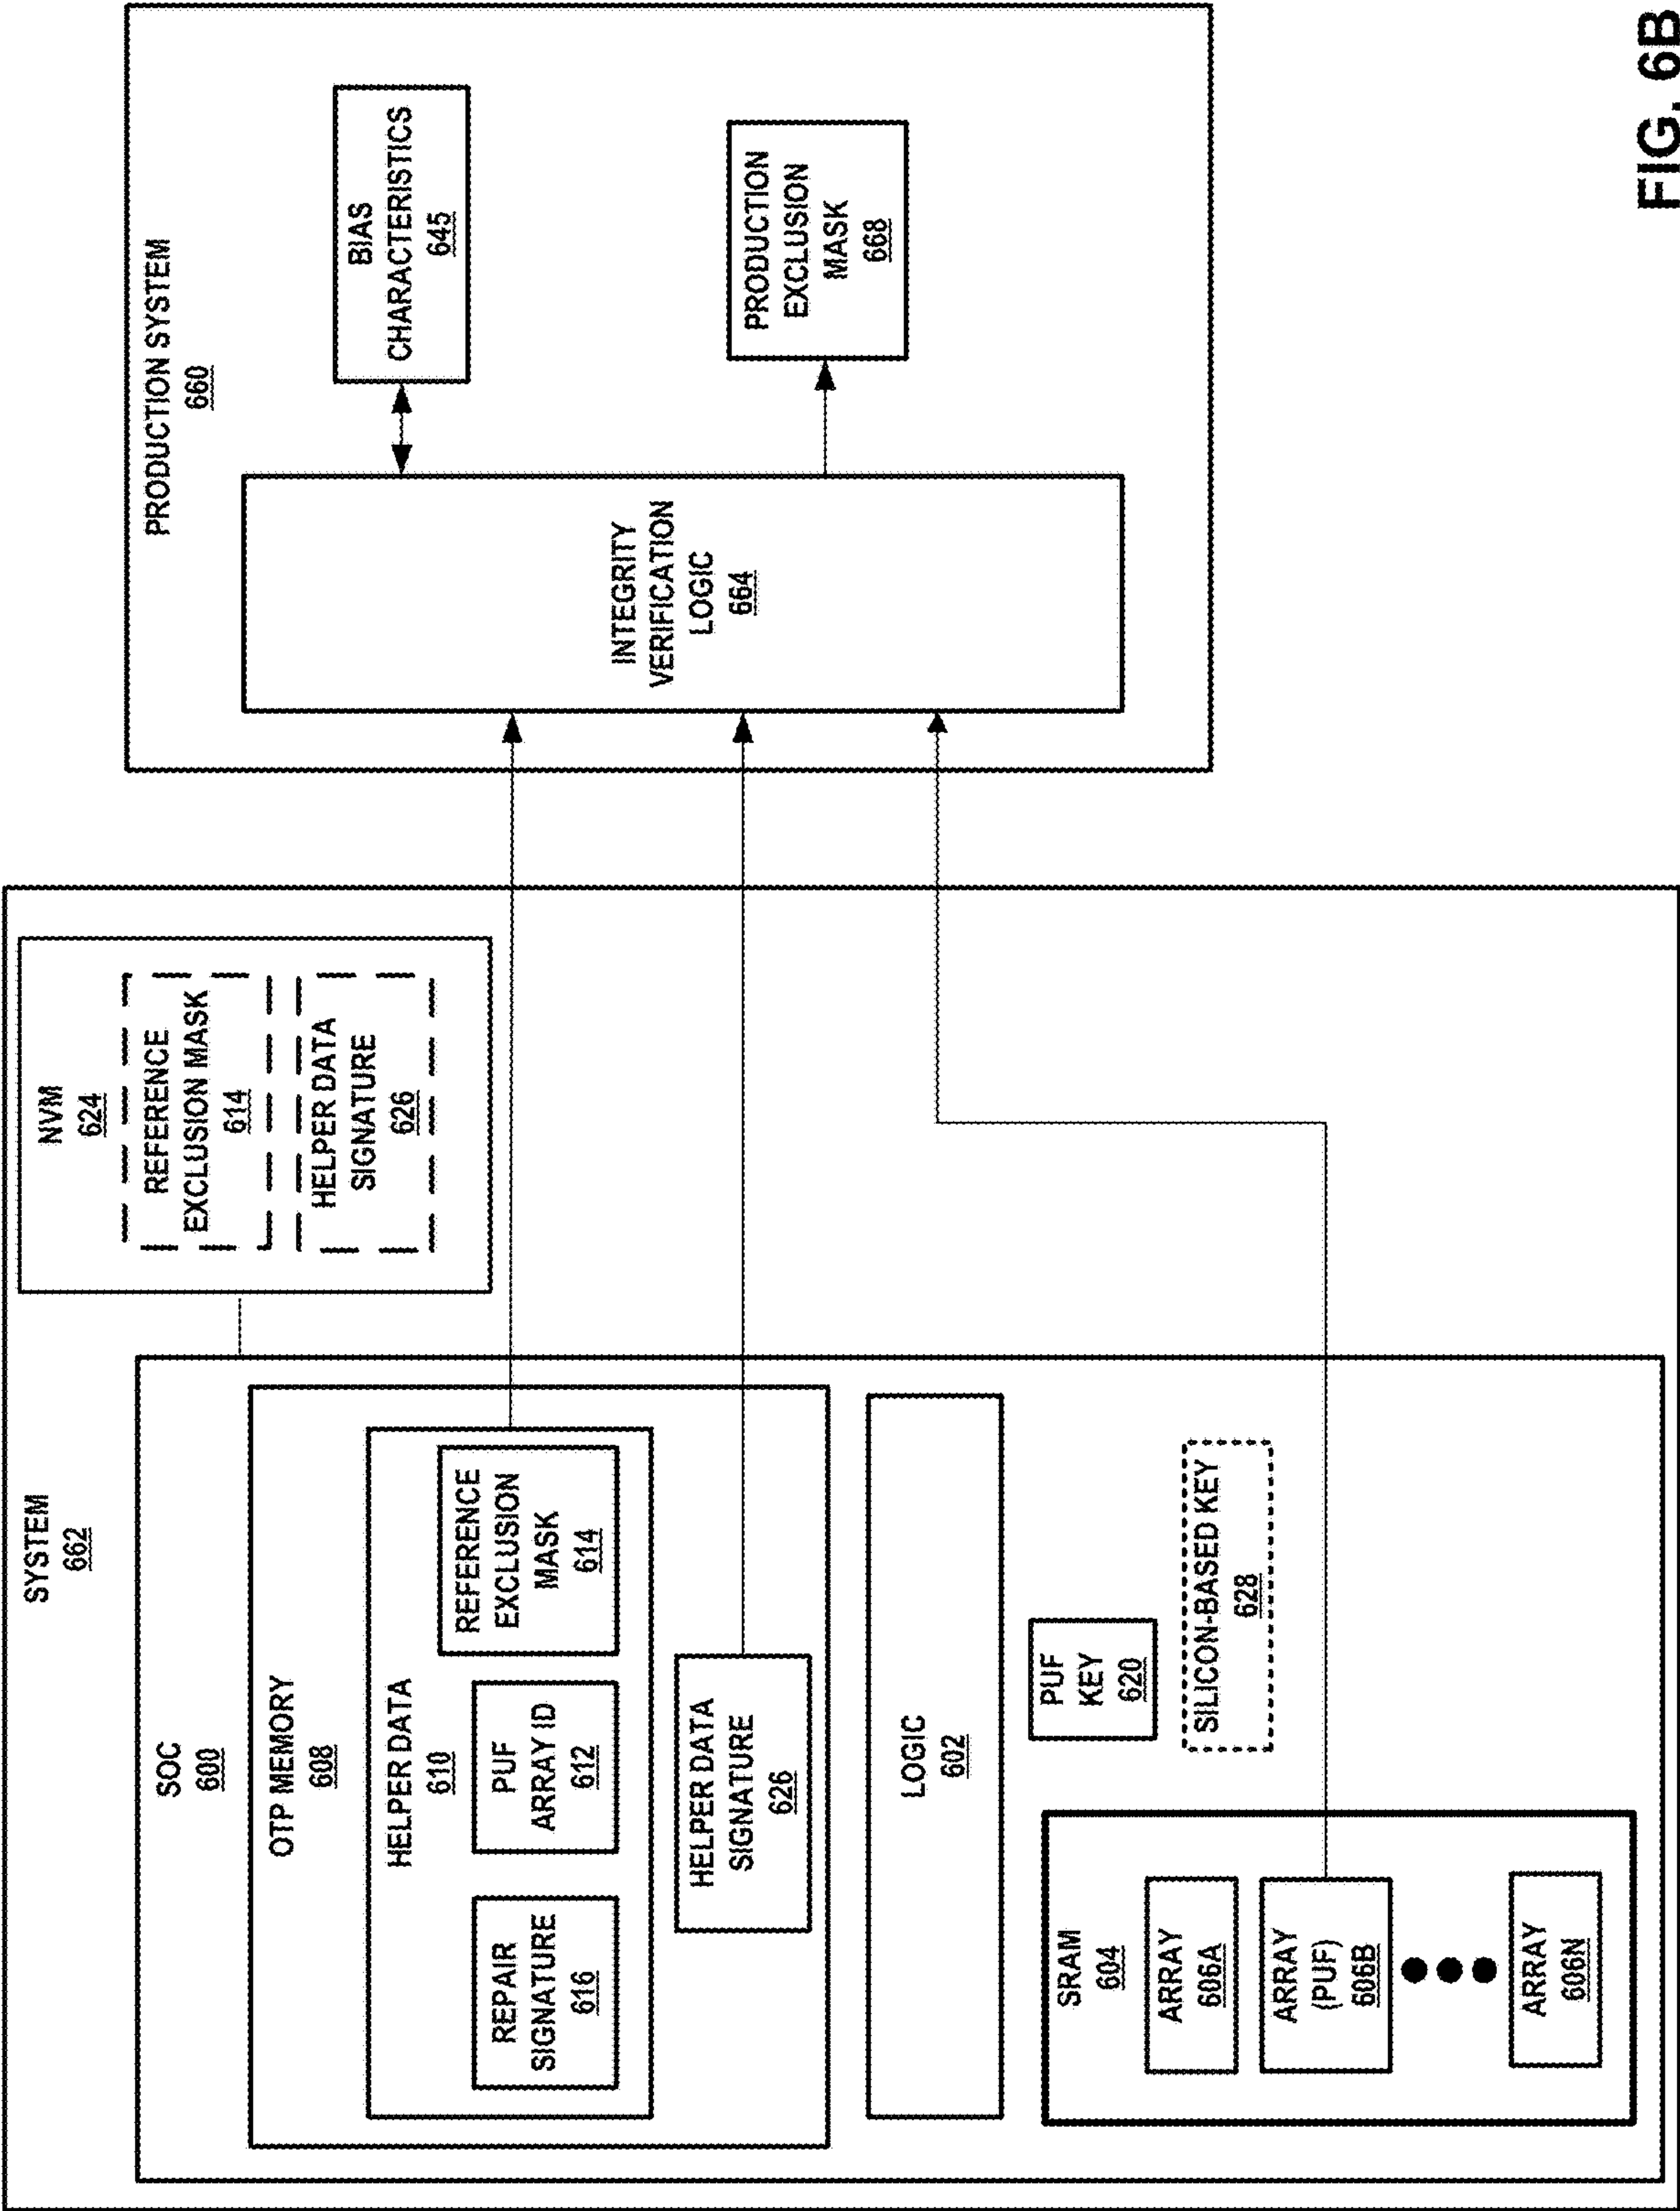 SYSTEM
662
SOC
600
OTP MEMORY
608
HELPER DATA
610
REPAIR
SIGNATURE
616
PUF
ARRAY ID
612
REFERENCE
EXCLUSION
MASK
614
HELPER DATA
SIGNATURE
626
LOGIC
602
SRAM
604
ARRAY
606A
ARRAY
(PUF)
606B
ARRAY
606N
PUF
KEY
620
SILICON-BASED KEY
628
NVM
624
REFERENCE
EXCLUSION MASK
614
HELPER DATA
SIGNATURE
626
PRODUCTION SYSTEM
660
INTEGRITY
VERIFICATION
LOGIC
664
BIAS
CHARACTERISTICS
645
PRODUCTION
EXCLUSION
MASK
668
FIG. 6B